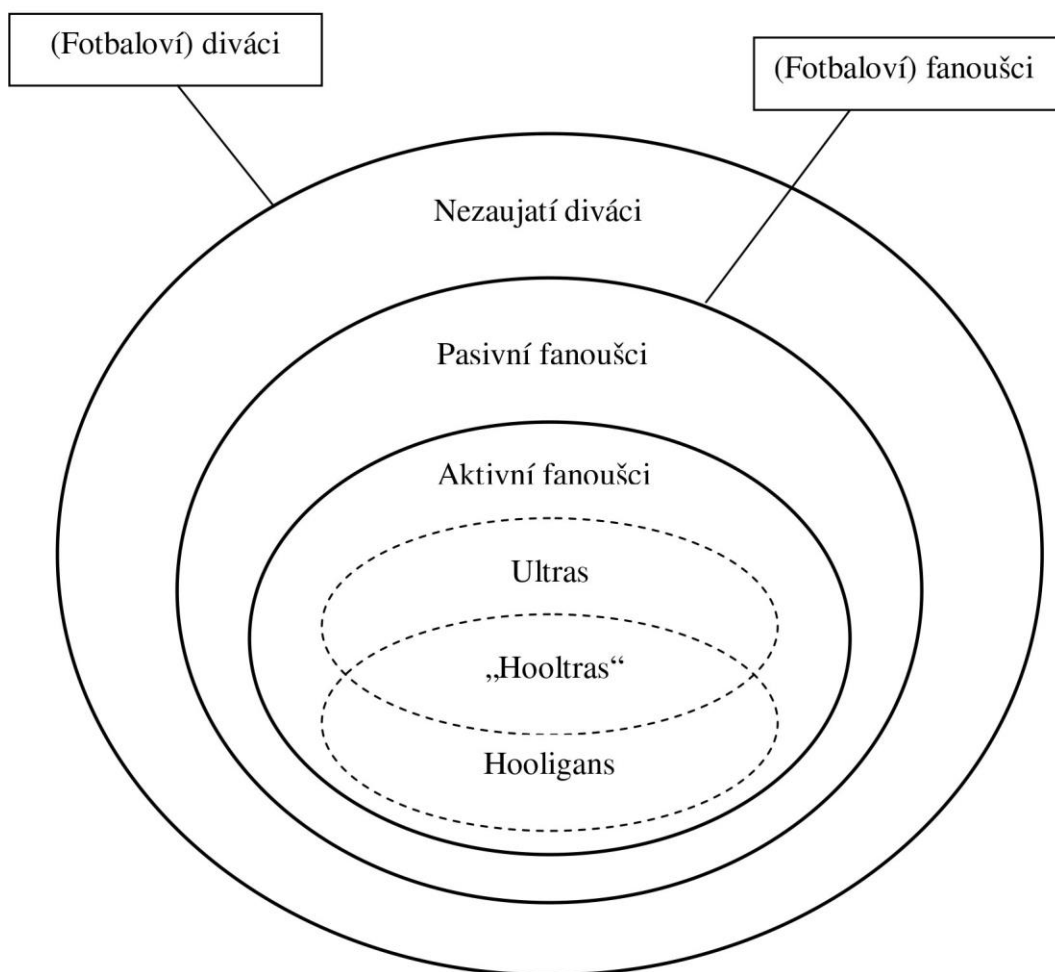 (Fotbaloví) diváci
(Fotbaloví) fanoušci
Nezaujatí diváci
Pasivní fanoušci
Aktivní fanoušci
Ultras
„Hooltras“
Hooligans